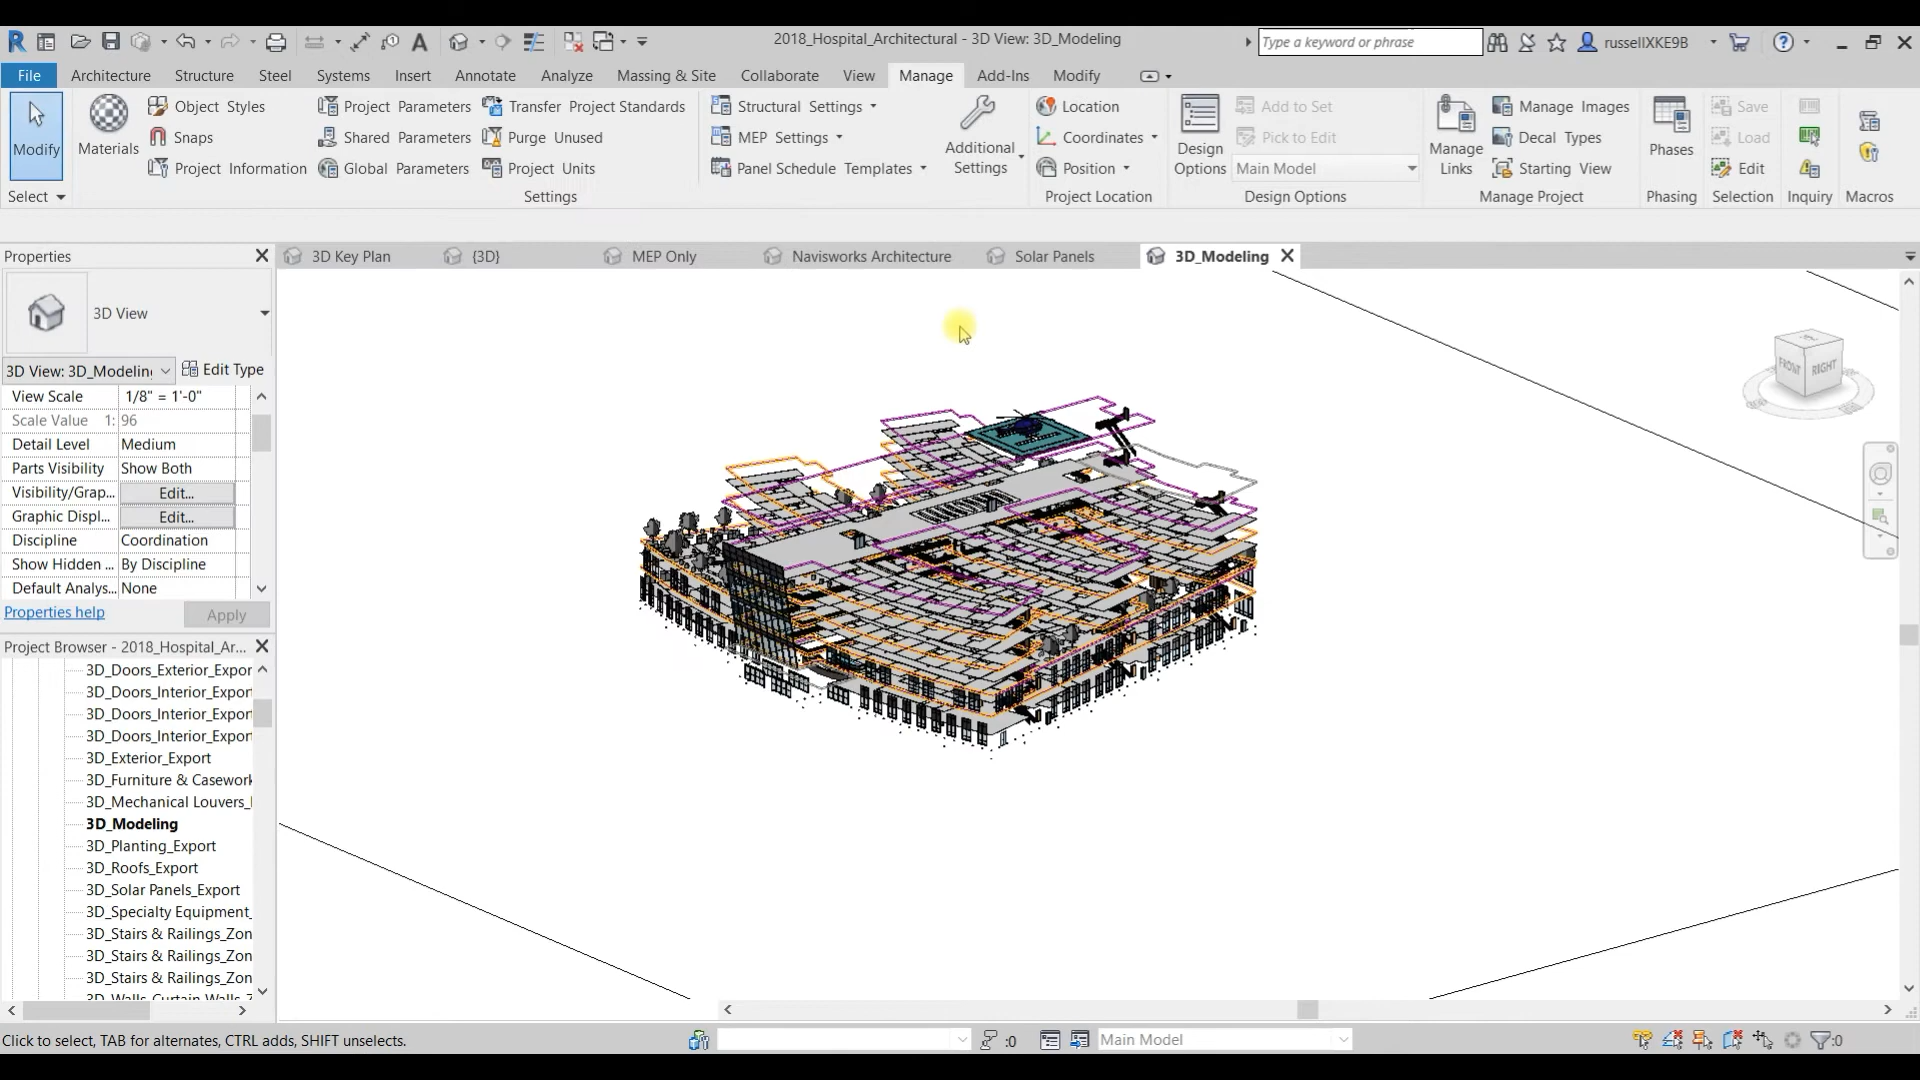 2018_Hospital_Architectural - 3D View: 3D_Modeling
Type a keyword or phrase
russellXKE9B
File Architecture Structure Steel Systems Insert Annotate Analyze Massing & Site Collaborate View Manage Add-Ins Modify
Modify
Materials
Object Styles
Snaps
Project Information
Project Parameters
Shared Parameters
Global Parameters
Transfer Project Standards
Purge Unused
Project Units
Structural Settings
MEP Settings
Panel Schedule Templates
Additional
Settings
Location
Coordinates
Position
Design
Options
Add to Set
Pick to Edit
Main Model
Manage
Links
Manage Images
Decal Types
Starting View
Phases
Save
Load
Edit
Select Settings Project Location Design Options Manage Project Phasing Selection Inquiry Macros
Properties
3D Key Plan {3D} MEP Only Navisworks Architecture Solar Panels 3D_Modeling
3D View
3D View: 3D_Modelin Edit Type
View Scale 1/8" = 1'-0"
Scale Value 1: 96
Detail Level Medium
Parts Visibility Show Both
Visibility/Grap... Edit...
Graphic Displ... Edit...
Discipline Coordination
Show Hidden ... By Discipline
Default Analys... None
Properties help Apply
FRONT RIGHT
Project Browser - 2018_Hospital_Ar...
3D_Doors_Exterior_Expor
3D_Doors_Interior_Export
3D_Doors_Interior_Export
3D_Doors_Interior_Export
3D_Exterior_Export
3D_Furniture & Casework
3D_Mechanical Louvers_
3D_Modeling
3D_Planting_Export
3D_Roofs_Export
3D_Solar Panels_Export
3D_Specialty Equipment_
3D_Stairs & Railings_Zon
3D_Stairs & Railings_Zon
3D_Stairs & Railings_Zon
3D_Walls_Curtain Walls_Z
Click to select, TAB for alternates, CTRL adds, SHIFT unselects. :0 Main Model :0